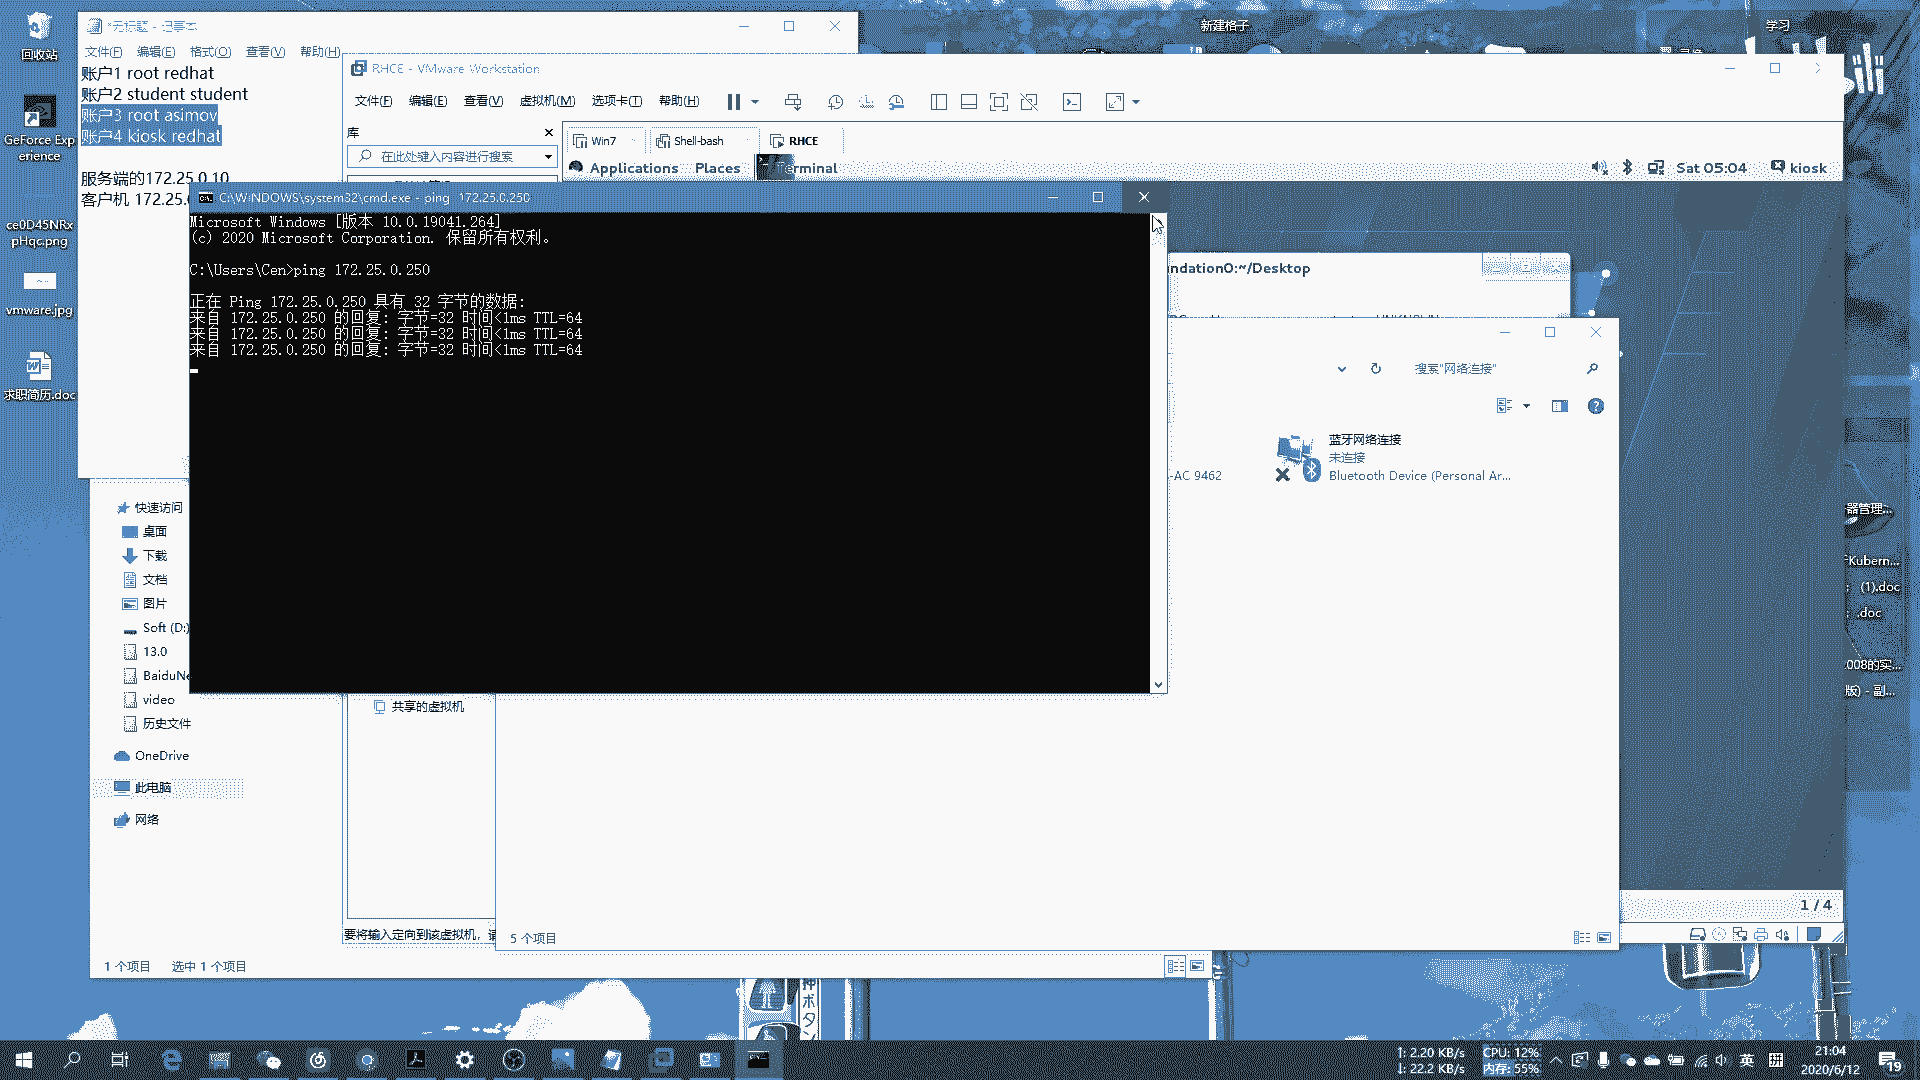 *无标题 - 记事本
文件(F) 编辑(E) 格式(O) 查看(V) 帮助(H)
账户1 root redhat
账户2 student student
账户3 root asimov
账户4 kiosk redhat
服务端的172.25.0.10
客户机 172.25.
回收站
GeForce Exp
erience
ce0D45NRx
pHqc.png
vmware.jpg
求职简历.doc
新建格子
学习
RHCE - VMware Workstation
文件(F) 编辑(E) 查看(V) 虚拟机(M) 选项卡(T) 帮助(H)
库
在此处键入内容进行搜索
Win7 Shell-bash RHCE
Applications Places Terminal Sat 05:04 kiosk
C:\WINDOWS\system32\cmd.exe - ping 172.25.0.250
Microsoft Windows [版本 10.0.19041.264]
(c) 2020 Microsoft Corporation. 保留所有权利。
C:\Users\Cen>ping 172.25.0.250
正在 Ping 172.25.0.250 具有 32 字节的数据:
来自 172.25.0.250 的回复: 字节=32 时间<1ms TTL=64
来自 172.25.0.250 的回复: 字节=32 时间<1ms TTL=64
来自 172.25.0.250 的回复: 字节=32 时间<1ms TTL=64
ndation0:~/Desktop
搜索"网络连接"
蓝牙网络连接
未连接
-AC 9462
Bluetooth Device (Personal Ar...
快速访问
桌面
下载
文档
图片
Soft (D:)
13.0
BaiduNe
video
历史文件
OneDrive
此电脑
网络
共享的虚拟机
要将输入定向到该虚拟机，请
5 个项目
1 个项目 选中 1 个项目
1 / 4
器管理...
Kubern...
(1).doc
.doc
008的实...
版) - 副...
种ボタン
↑: 2.20 KB/s
↓: 22.2 KB/s
CPU: 12%
内存: 55%
英
21:04
2020/6/12
19